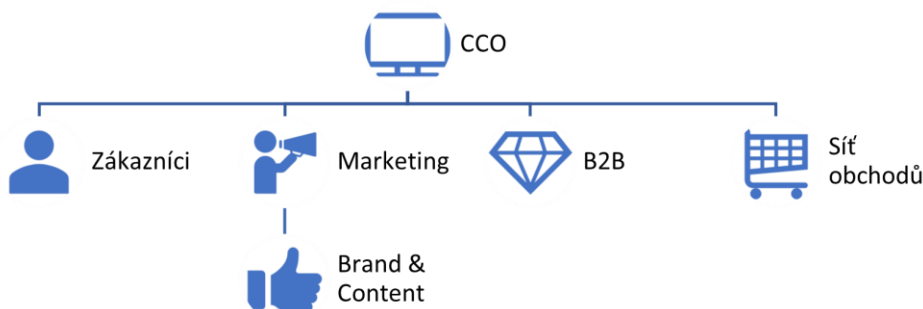 CCO
Zákazníci
Marketing
B2B
Síť
obchodů
Brand &
Content